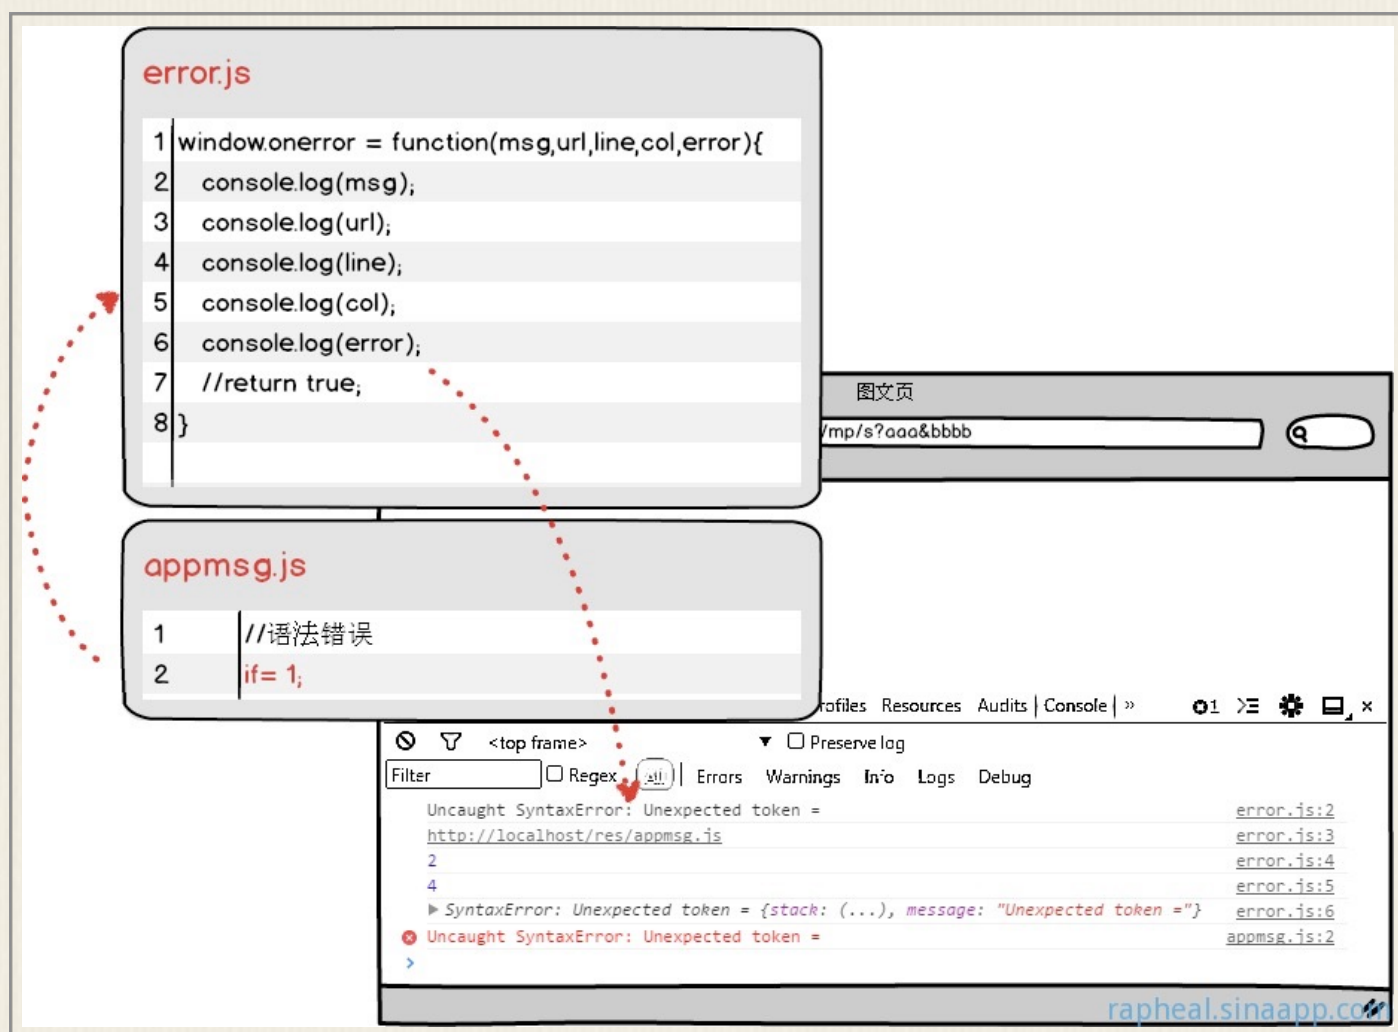 error.js
1 window.onerror = function(msg,url,line,col,error){
2 console.log(msg);
3 console.log(url);
4 console.log(line);
5 console.log(col);
6 console.log(error);
7 //return true;
8 }
图文页
/mp/s?aaa&bbbb
appmsg.js
1 //语法错误
2 if= 1;
rofiles Resources Audits Console » 1
<top frame> ▼ Preserve log
Filter Regex All Errors Warnings Info Logs Debug
Uncaught SyntaxError: Unexpected token = error.js:2
http://localhost/res/appmsg.js error.js:3
2 error.js:4
4 error.js:5
▶ SyntaxError: Unexpected token = {stack: (...), message: "Unexpected token ="} error.js:6
Uncaught SyntaxError: Unexpected token = appmsg.js:2
>
rapheal.sinaapp.com